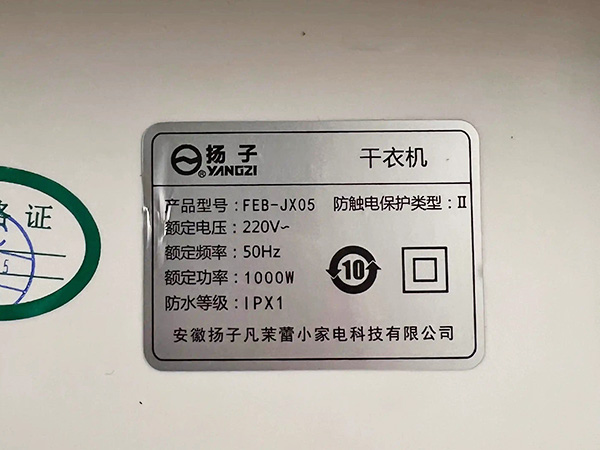 扬子 干衣机
®YANGZI
产品型号:FEB-JX05 防触电保护类型:Ⅱ
额定电压:220V~
额定频率:50Hz
额定功率:1000W
防水等级:IPX1
10
安徽扬子凡茉蕾小家电科技有限公司
格证
5